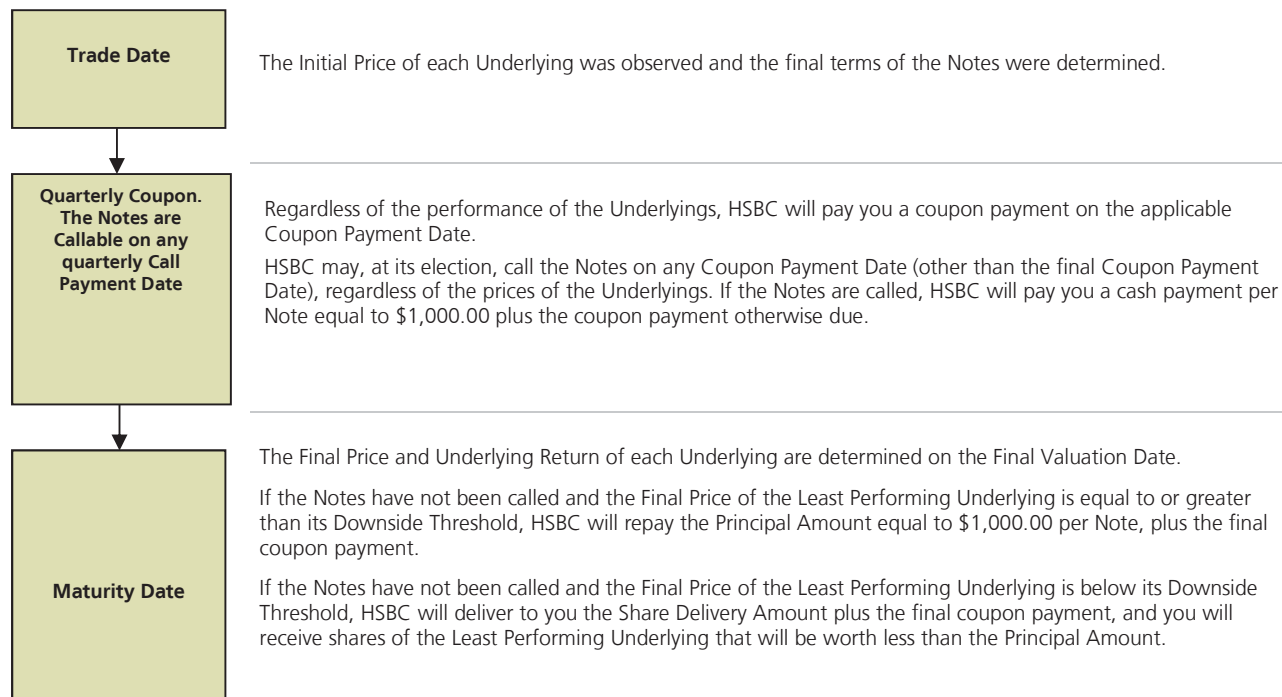 Trade Date
The Initial Price of each Underlying was observed and the final terms of the Notes were determined.
Quarterly Coupon.
The Notes are
Callable on any
quarterly Call
Payment Date
Regardless of the performance of the Underlyings, HSBC will pay you a coupon payment on the applicable
Coupon Payment Date.
HSBC may, at its election, call the Notes on any Coupon Payment Date (other than the final Coupon Payment
Date), regardless of the prices of the Underlyings. If the Notes are called, HSBC will pay you a cash payment per
Note equal to $1,000.00 plus the coupon payment otherwise due.
Maturity Date
The Final Price and Underlying Return of each Underlying are determined on the Final Valuation Date.
If the Notes have not been called and the Final Price of the Least Performing Underlying is equal to or greater
than its Downside Threshold, HSBC will repay the Principal Amount equal to $1,000.00 per Note, plus the final
coupon payment.
If the Notes have not been called and the Final Price of the Least Performing Underlying is below its Downside
Threshold, HSBC will deliver to you the Share Delivery Amount plus the final coupon payment, and you will
receive shares of the Least Performing Underlying that will be worth less than the Principal Amount.